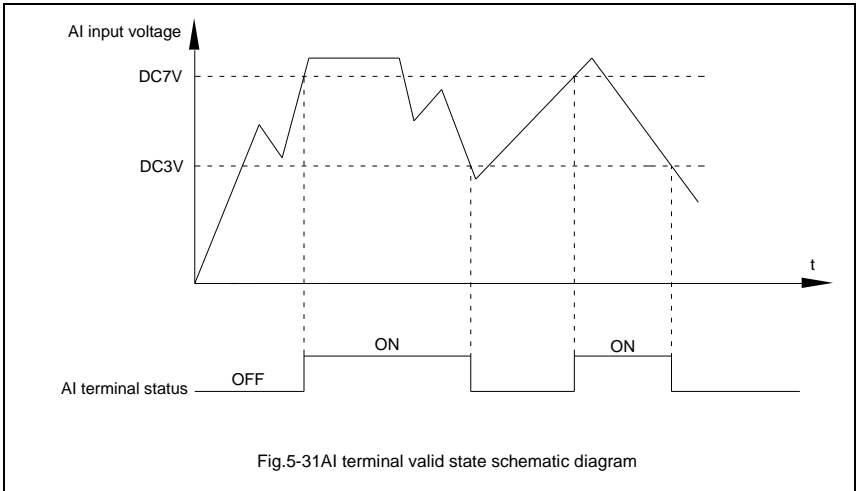 AI input voltage
DC7V
DC3V
t
ON
ON
OFF
AI terminal status
Fig.5-31AI terminal valid state schematic diagram